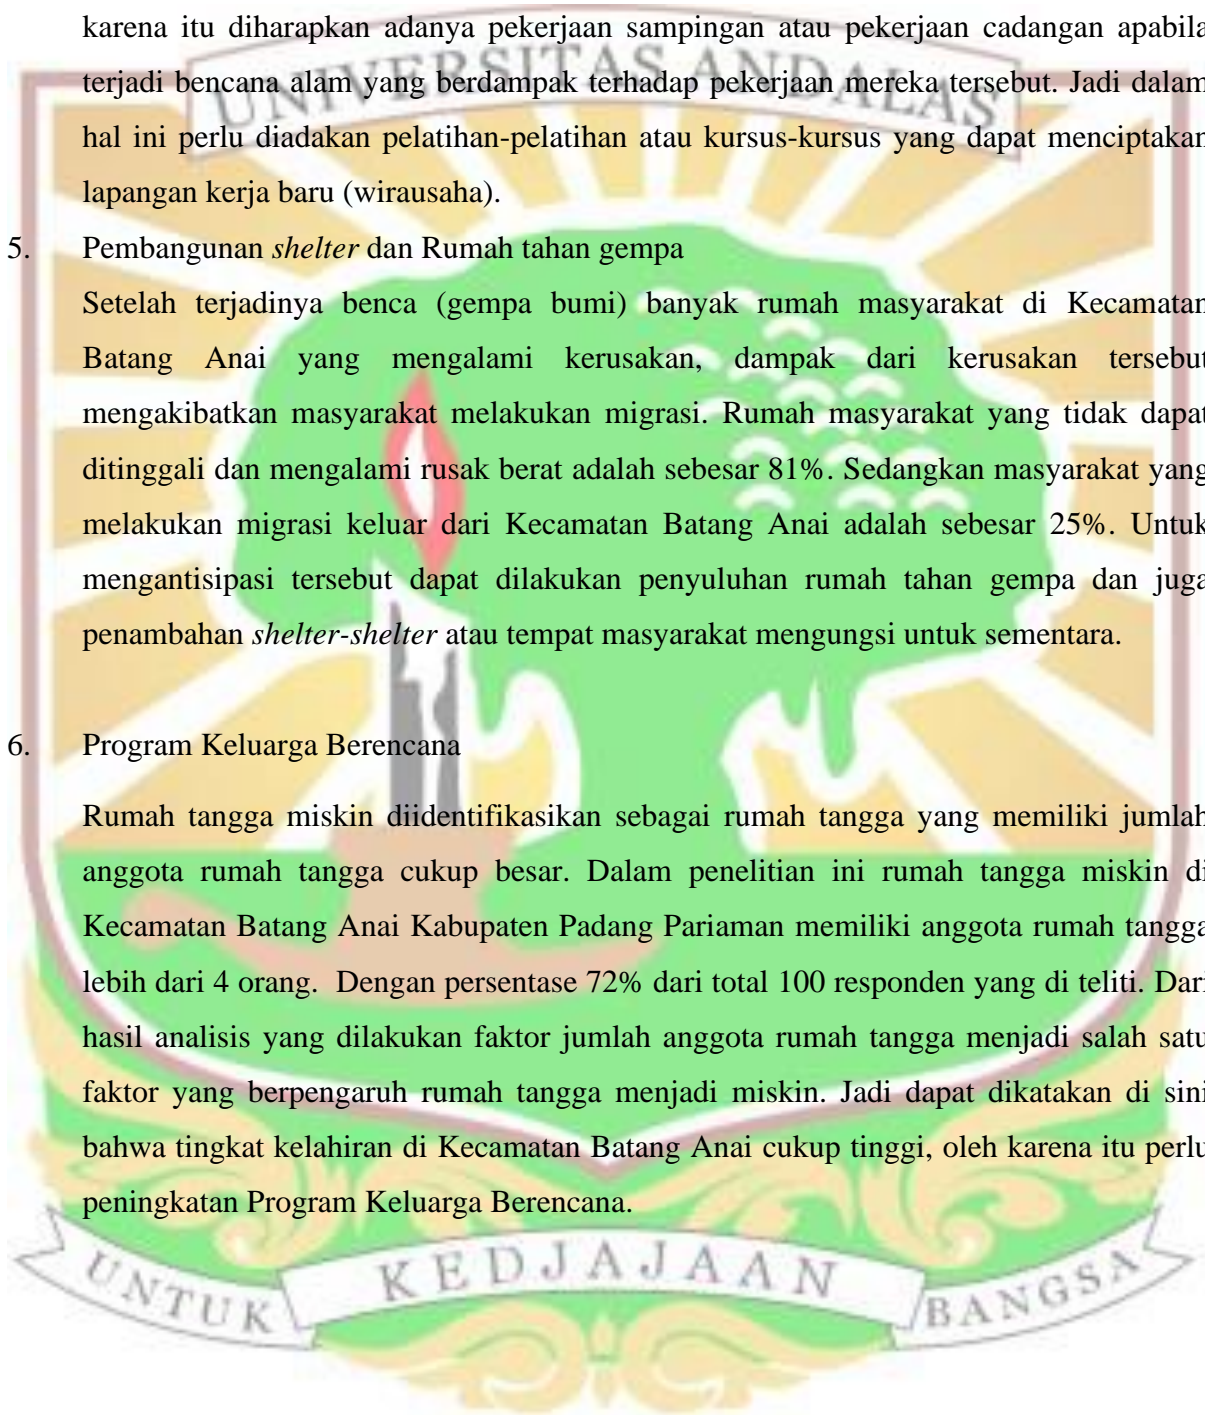 karena itu diharapkan adanya pekerjaan sampingan atau pekerjaan cadangan apabila
UNIVERSITAS ANDALAS
terjadi bencana alam yang berdampak terhadap pekerjaan mereka tersebut. Jadi dalam
hal ini perlu diadakan pelatihan-pelatihan atau kursus-kursus yang dapat menciptakan
lapangan kerja baru (wirausaha).
5. Pembangunan shelter dan Rumah tahan gempa
Setelah terjadinya benca (gempa bumi) banyak rumah masyarakat di Kecamatan
Batang Anai yang mengalami kerusakan, dampak dari kerusakan tersebut
mengakibatkan masyarakat melakukan migrasi. Rumah masyarakat yang tidak dapat
ditinggali dan mengalami rusak berat adalah sebesar 81%. Sedangkan masyarakat yang
melakukan migrasi keluar dari Kecamatan Batang Anai adalah sebesar 25%. Untuk
mengantisipasi tersebut dapat dilakukan penyuluhan rumah tahan gempa dan juga
penambahan shelter-shelter atau tempat masyarakat mengungsi untuk sementara.
6. Program Keluarga Berencana
Rumah tangga miskin diidentifikasikan sebagai rumah tangga yang memiliki jumlah
anggota rumah tangga cukup besar. Dalam penelitian ini rumah tangga miskin di
Kecamatan Batang Anai Kabupaten Padang Pariaman memiliki anggota rumah tangga
lebih dari 4 orang. Dengan persentase 72% dari total 100 responden yang di teliti. Dari
hasil analisis yang dilakukan faktor jumlah anggota rumah tangga menjadi salah satu
faktor yang berpengaruh rumah tangga menjadi miskin. Jadi dapat dikatakan di sini
bahwa tingkat kelahiran di Kecamatan Batang Anai cukup tinggi, oleh karena itu perlu
peningkatan Program Keluarga Berencana.
UNTUK KEDJAJAAN BANGSA